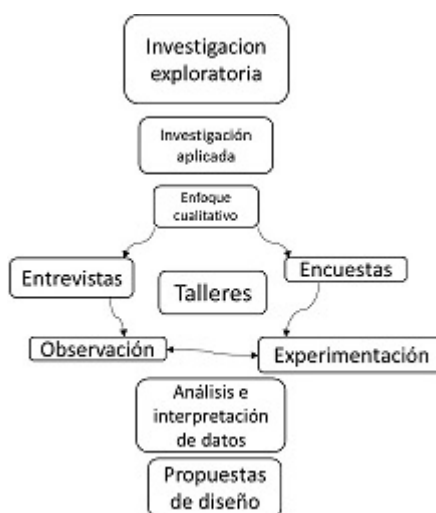 Investigacion
exploratoria
Investigación
aplicada
Enfoque
cualitativo
Entrevistas
Encuestas
Talleres
Observación
Experimentación
Análisis e
interpretación
de datos
Propuestas
de diseño